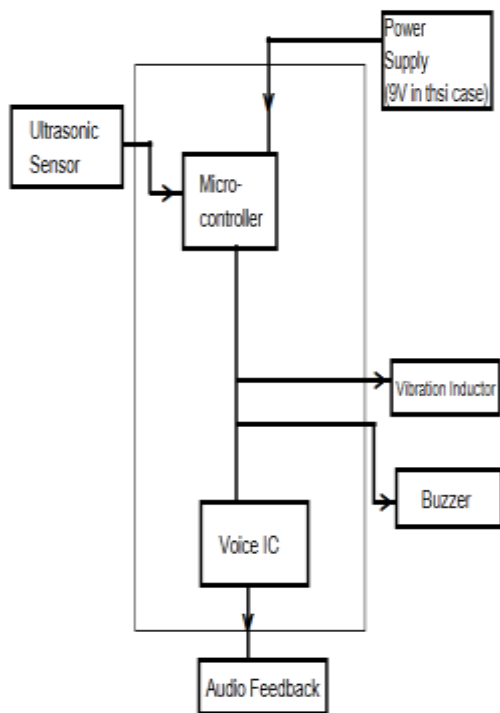 Power
Supply
(9V in thsi case)
Ultrasonic
Sensor
Micro-
controller
Vibration Inductor
Buzzer
Voice IC
Audio Feedback